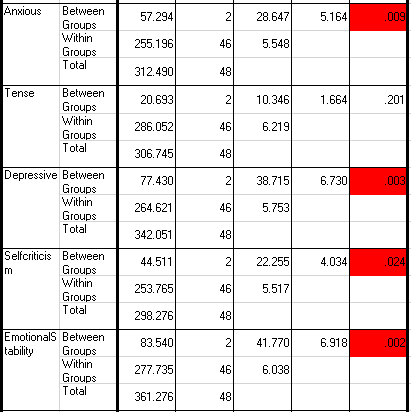 Anxious Between Groups 57.294 2 28.647 5.164 .009
Within Groups 255.196 46 5.548
Total 312.490 48
Tense Between Groups 20.693 2 10.346 1.664 .201
Within Groups 286.052 46 6.219
Total 306.745 48
Depressive Between Groups 77.430 2 38.715 6.730 .003
Within Groups 264.621 46 5.753
Total 342.051 48
Selfcriticism Between Groups 44.511 2 22.255 4.034 .024
Within Groups 253.765 46 5.517
Total 298.276 48
EmotionalStability Between Groups 83.540 2 41.770 6.918 .002
Within Groups 277.735 46 6.038
Total 361.276 48